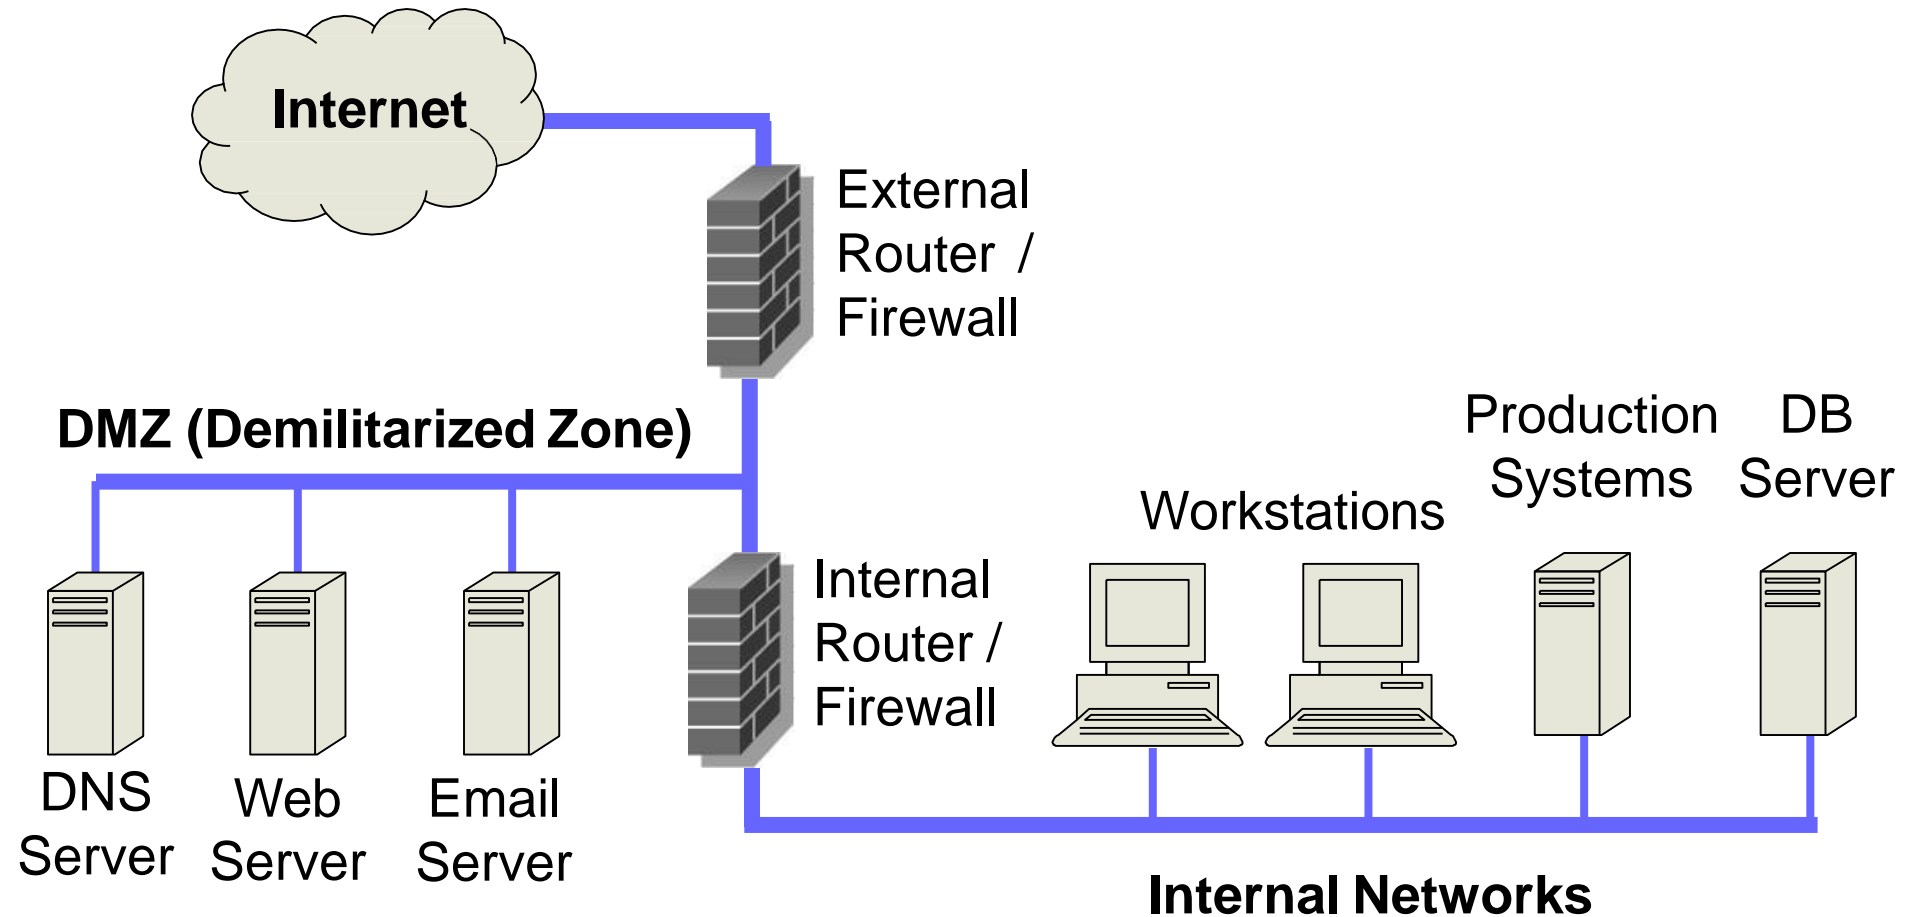 Internet
External
Router /
Firewall
DMZ (Demilitarized Zone)
Production
Systems
DB
Server
Workstations
Internal
Router /
Firewall
DNS
Server
Web
Server
Email
Server
Internal Networks